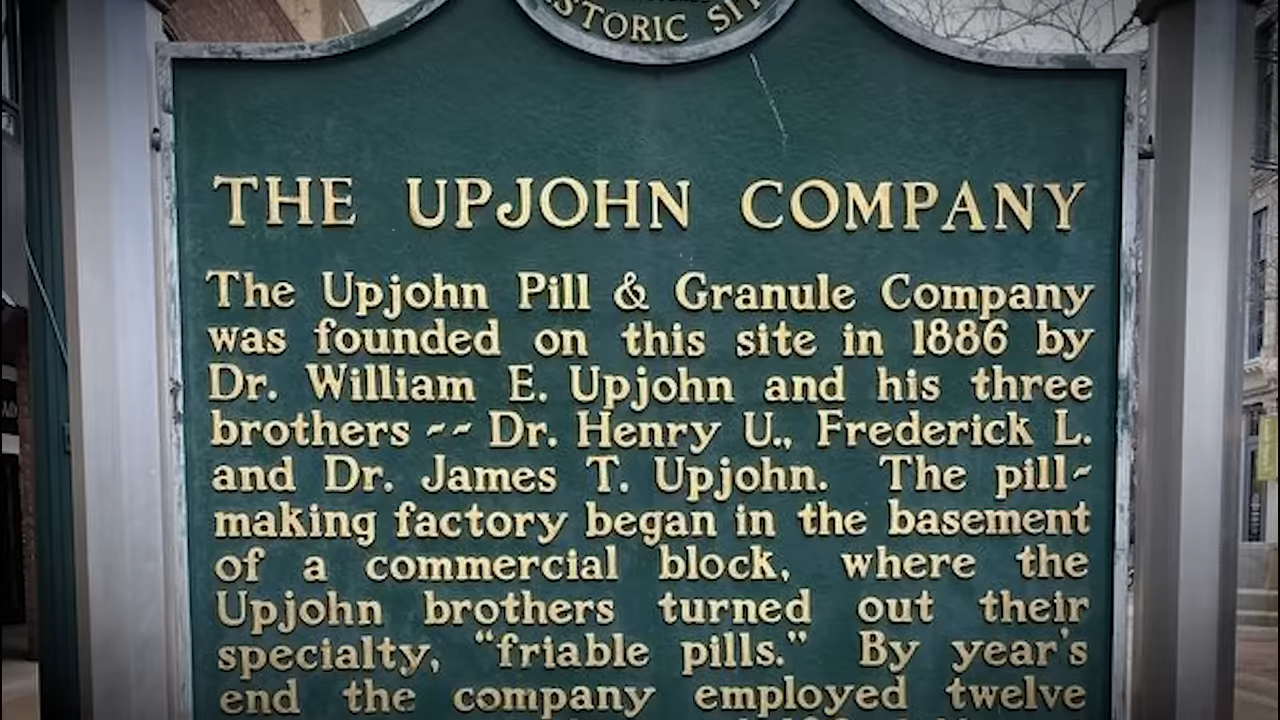 HISTORIC SITE
THE UPJOHN COMPANY
The Upjohn Pill & Granule Company
was founded on this site in 1886 by
Dr. William E. Upjohn and his three
brothers -- Dr. Henry U., Frederick L.
and Dr. James T. Upjohn. The pill-
making factory began in the basement
of a commercial block, where the
Upjohn brothers turned out their
specialty, “friable pills.” By year's
end the company employed twelve